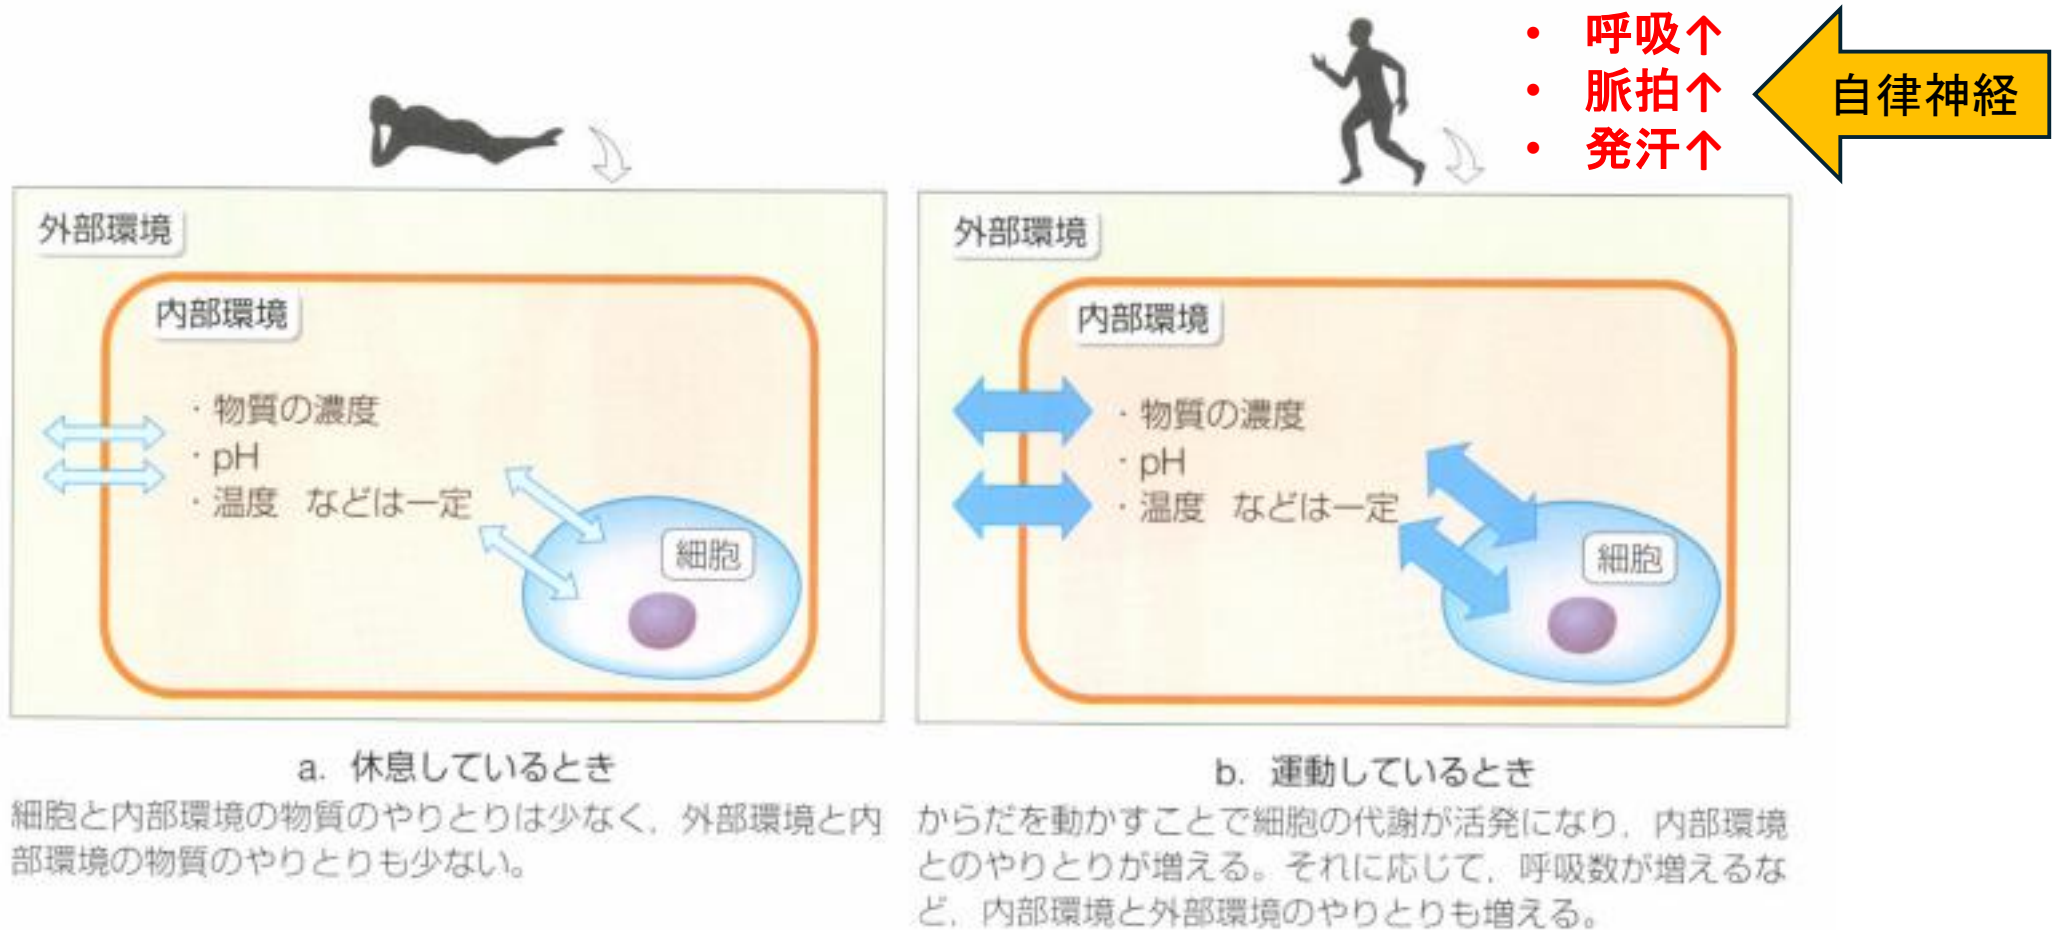 • 呼吸↑
• 脈拍↑
• 発汗↑
自律神経
外部環境
内部環境
・物質の濃度
・pH
・温度 などは一定
細胞
a. 休息しているとき
細胞と内部環境の物質のやりとりは少なく，外部環境と内
部環境の物質のやりとりも少ない。
外部環境
内部環境
・物質の濃度
・pH
・温度 などは一定
細胞
b. 運動しているとき
からだを動かすことで細胞の代謝が活発になり，内部環境
とのやりとりが増える。それに応じて，呼吸数が増えるな
ど，内部環境と外部環境のやりとりも増える。